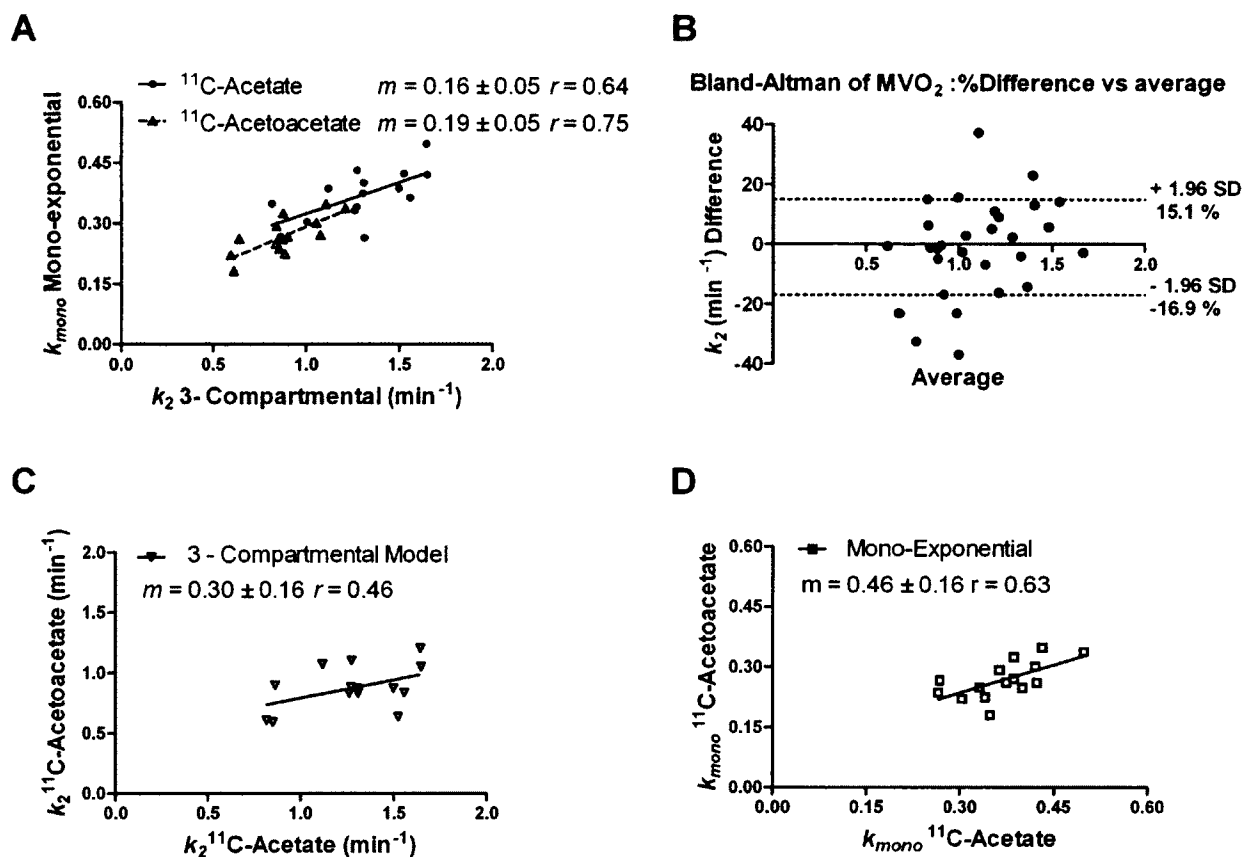 A
¹¹C-Acetate m = 0.16 ± 0.05 r = 0.64
¹¹C-Acetoacetate m = 0.19 ± 0.05 r = 0.75
0.60
0.45
0.30
0.15
0.00
0.0 0.5 1.0 1.5 2.0
k_mono Mono-exponential
k₂ 3- Compartmental (min⁻¹)
B
Bland-Altman of MVO₂ :%Difference vs average
40
20
0
-20
-40
0.5 1.0 1.5 2.0
+ 1.96 SD
15.1 %
- 1.96 SD
-16.9 %
k₂ (min⁻¹) Difference
Average
C
3 - Compartmental Model
m = 0.30 ± 0.16 r = 0.46
2.0
1.5
1.0
0.5
0.0
0.0 0.5 1.0 1.5 2.0
k₂ ¹¹C-Acetoacetate (min⁻¹)
k₂ ¹¹C-Acetate (min⁻¹)
D
Mono-Exponential
m = 0.46 ± 0.16 r = 0.63
0.60
0.45
0.30
0.15
0.00
0.00 0.15 0.30 0.45 0.60
k_mono ¹¹C-Acetoacetate
k_mono ¹¹C-Acetate